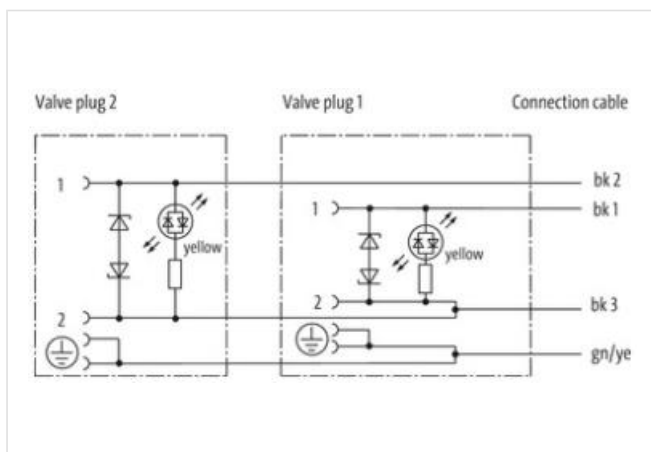 Valve plug 2 Valve plug 1 Connection cable
1 bk 2
1 bk 1
yellow yellow
2 bk 3
2
gn/ye